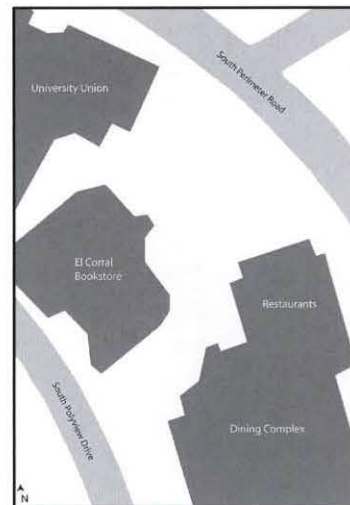 South Perimeter Road
University Union
El Corral
Bookstore
Restaurants
South Polyview Drive
Dining Complex
N